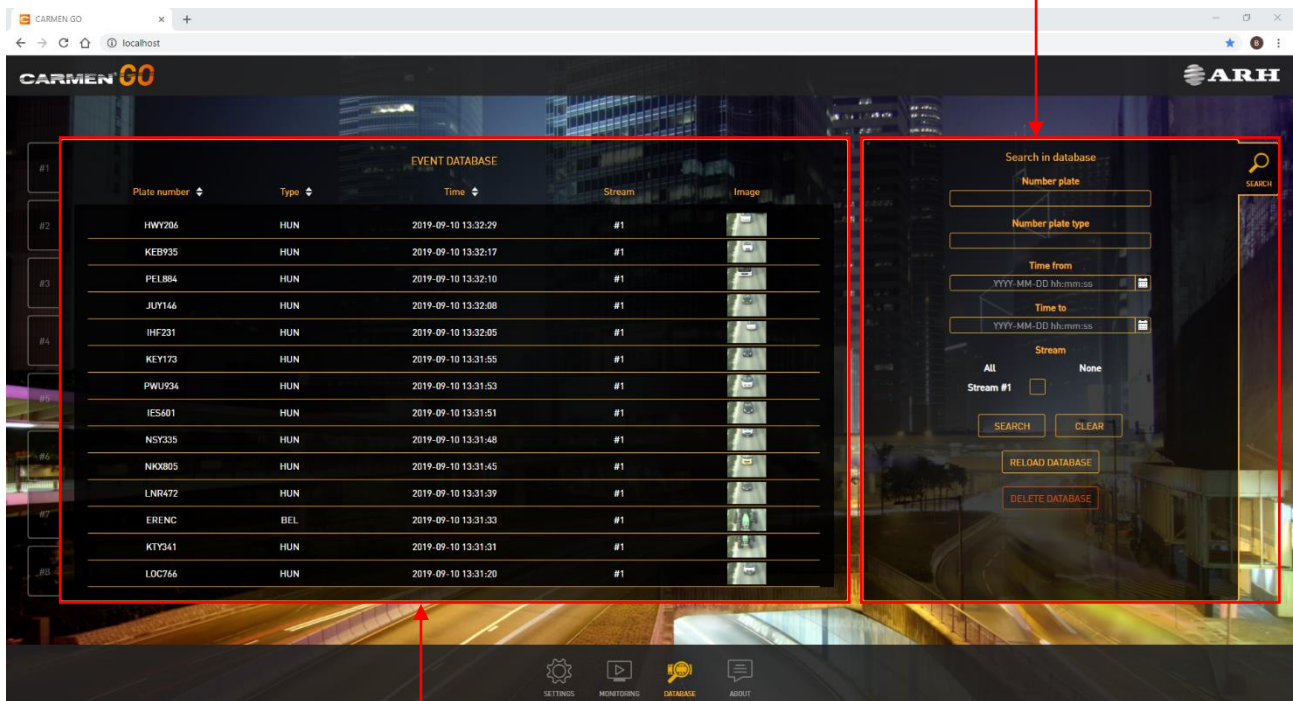 CARMEN GO
localhost
B
CARMEN GO
ARH
#1
#2
#3
#4
#5
#6
#7
#8
EVENT DATABASE
Plate number Type Time Stream Image
HWY206 HUN 2019-09-10 13:32:29 #1
KEB935 HUN 2019-09-10 13:32:17 #1
PEL884 HUN 2019-09-10 13:32:10 #1
JUY146 HUN 2019-09-10 13:32:08 #1
IHF231 HUN 2019-09-10 13:32:05 #1
KEY173 HUN 2019-09-10 13:31:55 #1
PWU934 HUN 2019-09-10 13:31:53 #1
IES601 HUN 2019-09-10 13:31:51 #1
NSY335 HUN 2019-09-10 13:31:48 #1
NKX805 HUN 2019-09-10 13:31:45 #1
LNR472 HUN 2019-09-10 13:31:39 #1
ERENC BEL 2019-09-10 13:31:33 #1
KTY341 HUN 2019-09-10 13:31:31 #1
LOC766 HUN 2019-09-10 13:31:20 #1
Search in database
Number plate
Number plate type
Time from
YYYY-MM-DD hh:mm:ss
Time to
YYYY-MM-DD hh:mm:ss
Stream
All None
Stream #1
SEARCH CLEAR
RELOAD DATABASE
DELETE DATABASE
SEARCH
SETTINGS MONITORING DATABASE ABOUT